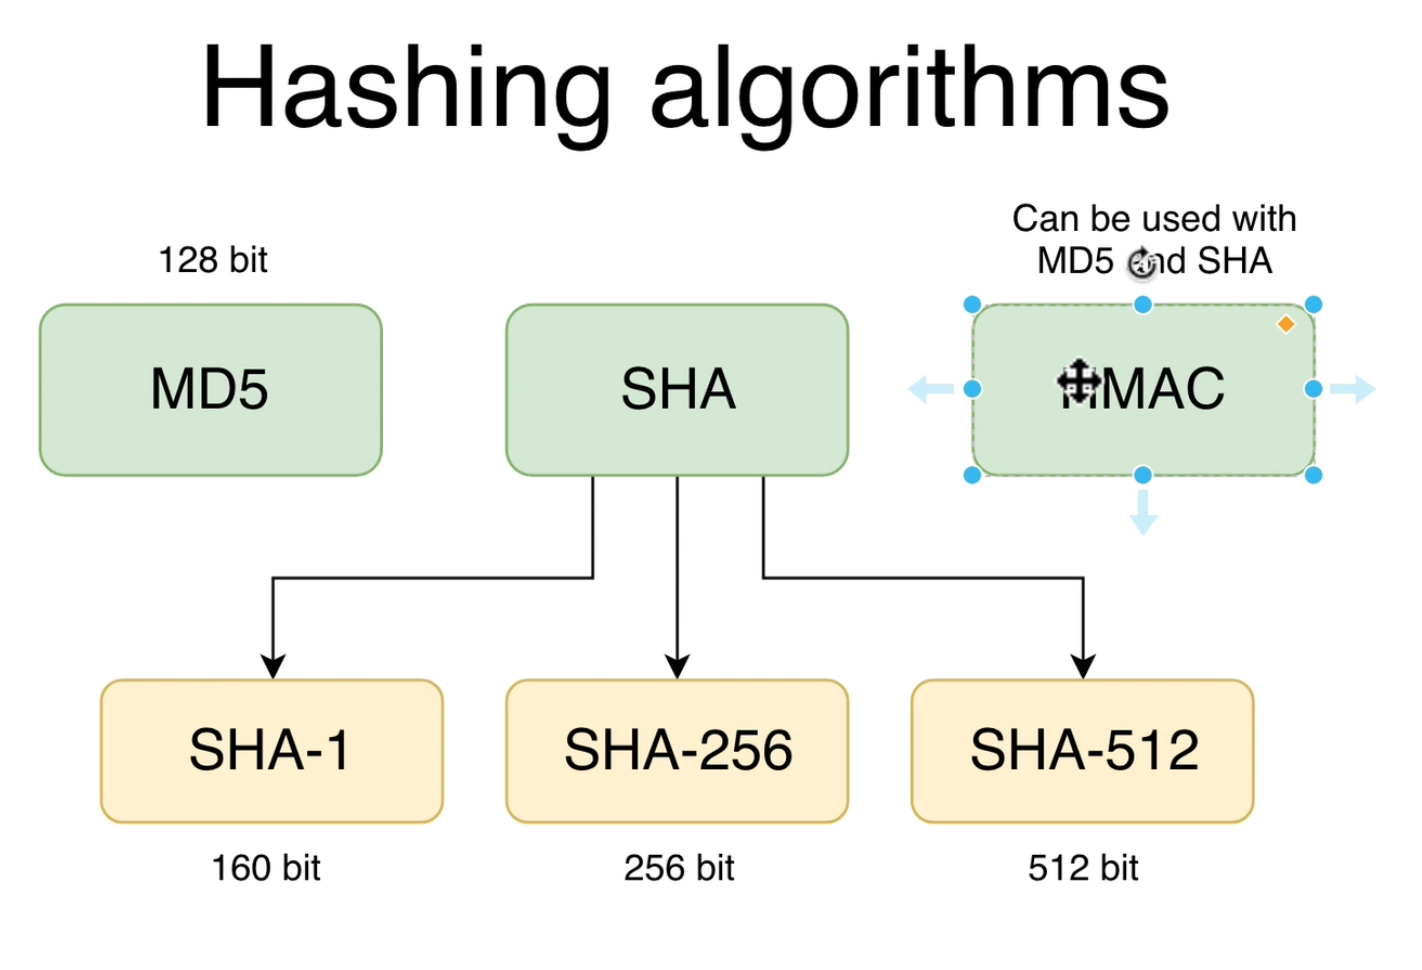 Hashing algorithms
Can be used with
MD5 and SHA
128 bit
MD5
SHA
HMAC
SHA-1
SHA-256
SHA-512
160 bit
256 bit
512 bit